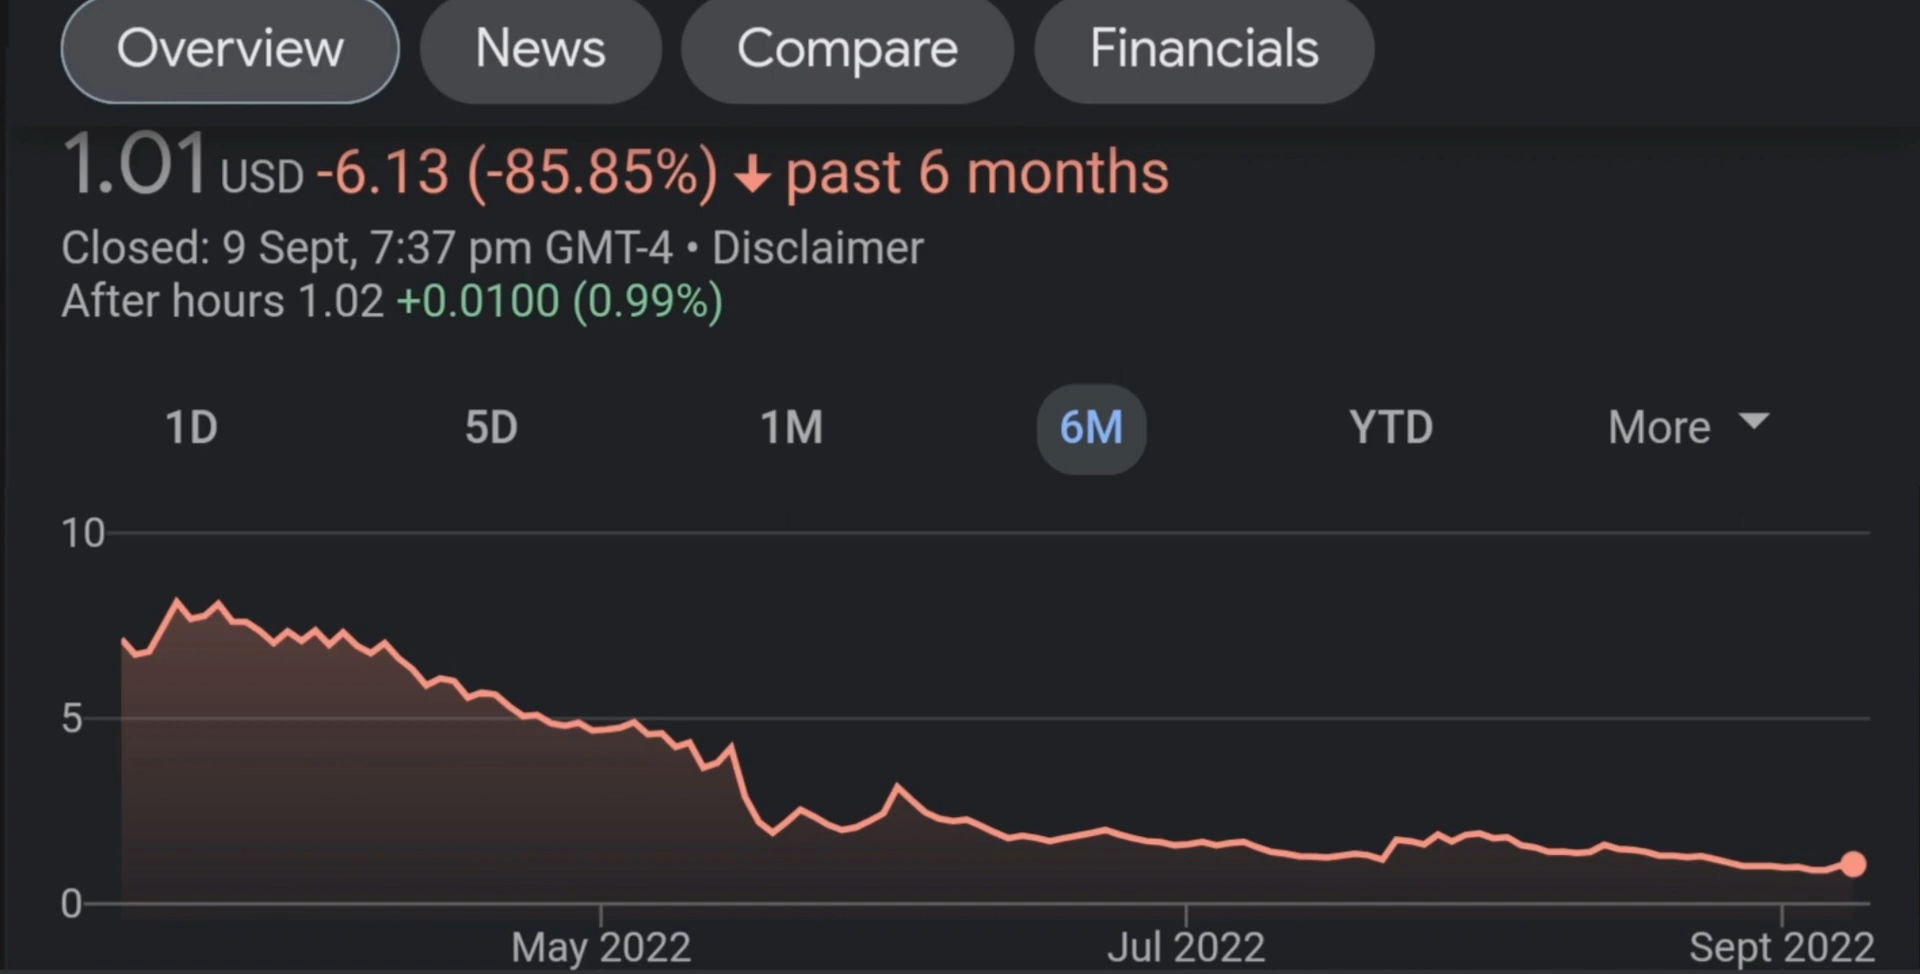 Overview News Compare Financials
1.01 USD -6.13 (-85.85%) ↓ past 6 months
Closed: 9 Sept, 7:37 pm GMT-4 • Disclaimer
After hours 1.02 +0.0100 (0.99%)
1D 5D 1M 6M YTD More
10
5
0
May 2022 Jul 2022 Sept 2022